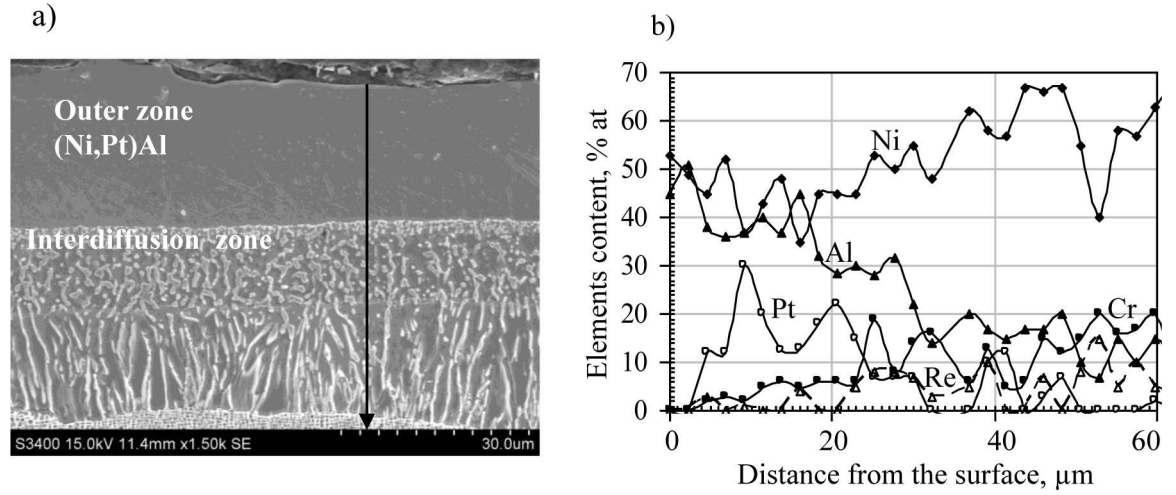 a)
Outer zone
(Ni,Pt)Al
Interdiffusion zone
S3400 15.0kV 11.4mm x1.50k SE
30.0um
b)
Elements content, % at
70
60
50
40
30
20
10
0
Ni
Al
Pt
Cr
Re
0
20
40
60
Distance from the surface, µm